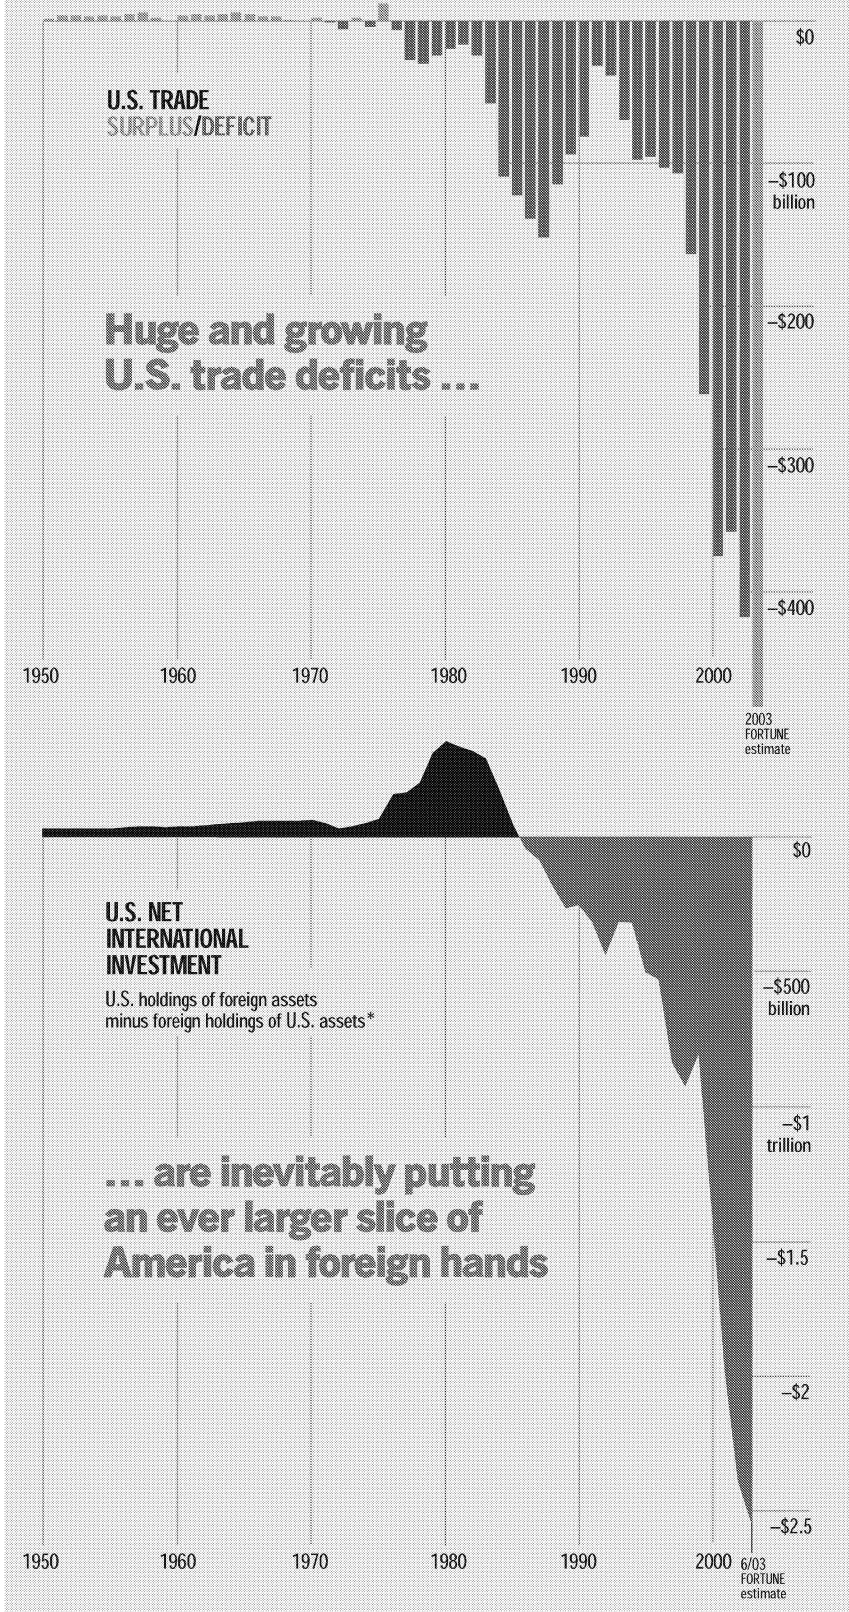 $0
U.S. TRADE
SURPLUS/DEFICIT
–$100
billion
Huge and growing
U.S. trade deficits ...
–$200
–$300
–$400
1950 1960 1970 1980 1990 2000
2003
FORTUNE
estimate
$0
U.S. NET
INTERNATIONAL
INVESTMENT
U.S. holdings of foreign assets
minus foreign holdings of U.S. assets*
–$500
billion
–$1
trillion
... are inevitably putting
an ever larger slice of
America in foreign hands
–$1.5
–$2
–$2.5
1950 1960 1970 1980 1990 2000
6/03
FORTUNE
estimate